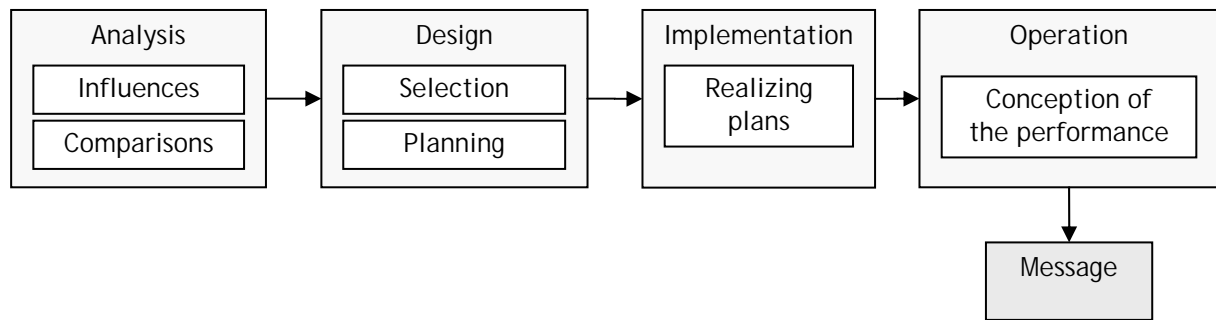 Analysis
Influences
Comparisons
Design
Selection
Planning
Implementation
Realizing
plans
Operation
Conception of
the performance
Message